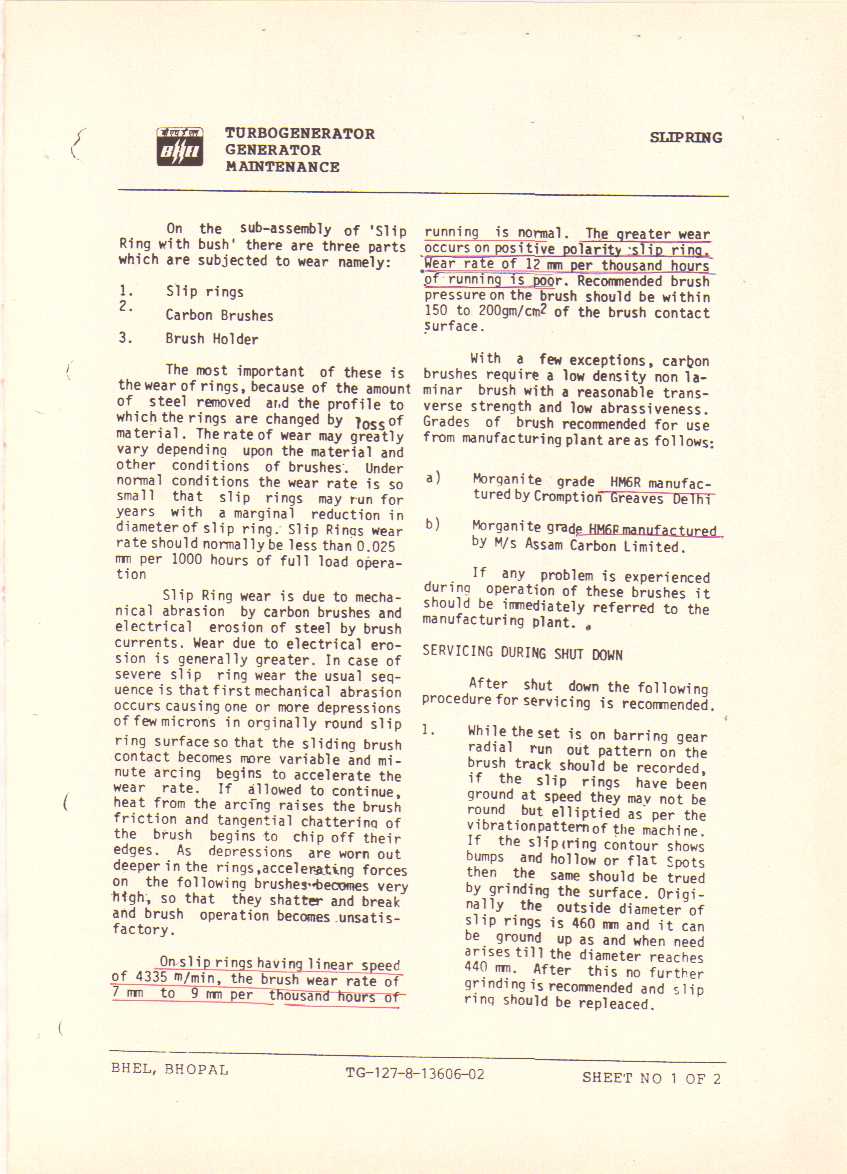 TURBOGENERATOR
GENERATOR
MAINTENANCE
SLIPRING
BHEL
On the sub-assembly of 'Slip
Ring with bush' there are three parts
which are subjected to wear namely:
1. Slip rings
2. Carbon Brushes
3. Brush Holder
The most important of these is
the wear of rings, because of the amount
of steel removed and the profile to
which the rings are changed by loss of
material. The rate of wear may greatly
vary depending upon the material and
other conditions of brushes. Under
normal conditions the wear rate is so
small that slip rings may run for
years with a marginal reduction in
diameter of slip ring. Slip Rings wear
rate should normally be less than 0.025
mm per 1000 hours of full load opera-
tion
Slip Ring wear is due to mecha-
nical abrasion by carbon brushes and
electrical erosion of steel by brush
currents. Wear due to electrical ero-
sion is generally greater. In case of
severe slip ring wear the usual seq-
uence is that first mechanical abrasion
occurs causing one or more depressions
of few microns in orginally round slip
ring surface so that the sliding brush
contact becomes more variable and mi-
nute arcing begins to accelerate the
wear rate. If allowed to continue,
heat from the arcing raises the brush
friction and tangential chattering of
the brush begins to chip off their
edges. As depressions are worn out
deeper in the rings, accelerating forces
on the following brushes becomes very
high, so that they shatter and break
and brush operation becomes unsatis-
factory.
On slip rings having linear speed
of 4335 m/min, the brush wear rate of
7 mm to 9 mm per thousand hours of
running is normal. The greater wear
occurs on positive polarity slip ring.
Wear rate of 12 mm per thousand hours
of running is poor. Recommended brush
pressure on the brush should be within
150 to 200gm/cm2 of the brush contact
surface.
With a few exceptions, carbon
brushes require a low density non la-
minar brush with a reasonable trans-
verse strength and low abrassiveness.
Grades of brush recommended for use
from manufacturing plant are as follows:
a) Morganite grade HM6R manufac-
tured by Cromption Greaves Delhi
b) Morganite grade HM6R manufactured
by M/s Assam Carbon Limited.
If any problem is experienced
during operation of these brushes it
should be immediately referred to the
manufacturing plant.
SERVICING DURING SHUT DOWN
After shut down the following
procedure for servicing is recommended.
1. While the set is on barring gear
radial run out pattern on the
brush track should be recorded,
if the slip rings have been
ground at speed they may not be
round but elliptied as per the
vibration pattern of the machine.
If the slip ring contour shows
bumps and hollow or flat Spots
then the same should be trued
by grinding the surface. Origi-
nally the outside diameter of
slip rings is 460 mm and it can
be ground up as and when need
arises till the diameter reaches
440 mm. After this no further
grinding is recommended and slip
ring should be repleaced.
BHEL, BHOPAL
TG-127-8-13606-02
SHEET NO 1 OF 2